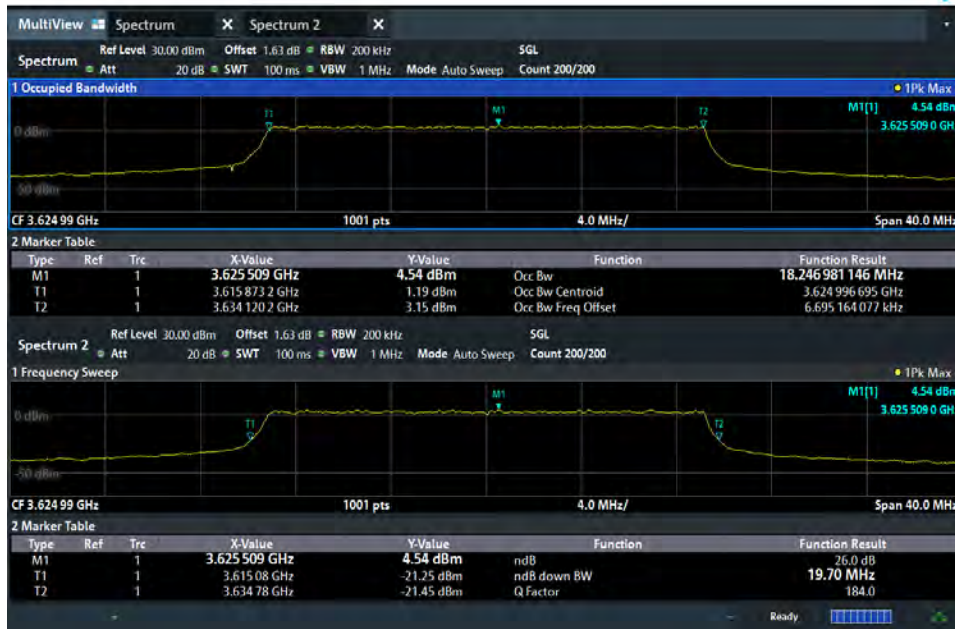 MultiView Spectrum X Spectrum 2 X
Ref Level 30.00 dBm Offset 1.63 dB RBW 200 kHz SGL
Spectrum Att 20 dB SWT 100 ms VBW 1 MHz Mode Auto Sweep Count 200/200
1 Occupied Bandwidth 1Pk Max
M1[1] 4.54 dBm
3.625 509 0 GH
T1 M1 T2
0 dBm
-50 dBm
CF 3.624 99 GHz 1001 pts 4.0 MHz/ Span 40.0 MHz
2 Marker Table
Type Ref Trc X-Value Y-Value Function Function Result
M1 1 3.625 509 GHz 4.54 dBm Occ Bw 18.246 981 146 MHz
T1 1 3.615 873 2 GHz 1.19 dBm Occ Bw Centroid 3.624 996 695 GHz
T2 1 3.634 120 2 GHz 3.15 dBm Occ Bw Freq Offset 6.695 164 077 kHz
Ref Level 30.00 dBm Offset 1.63 dB RBW 200 kHz SGL
Spectrum 2 Att 20 dB SWT 100 ms VBW 1 MHz Mode Auto Sweep Count 200/200
1 Frequency Sweep 1Pk Max
M1[1] 4.54 dBm
3.625 509 0 GH
M1
0 dBm
T1 T2
-50 dBm
CF 3.624 99 GHz 1001 pts 4.0 MHz/ Span 40.0 MHz
2 Marker Table
Type Ref Trc X-Value Y-Value Function Function Result
M1 1 3.625 509 GHz 4.54 dBm ndB 26.0 dB
T1 1 3.615 08 GHz -21.25 dBm ndB down BW 19.70 MHz
T2 1 3.634 78 GHz -21.45 dBm Q Factor 184.0
Ready